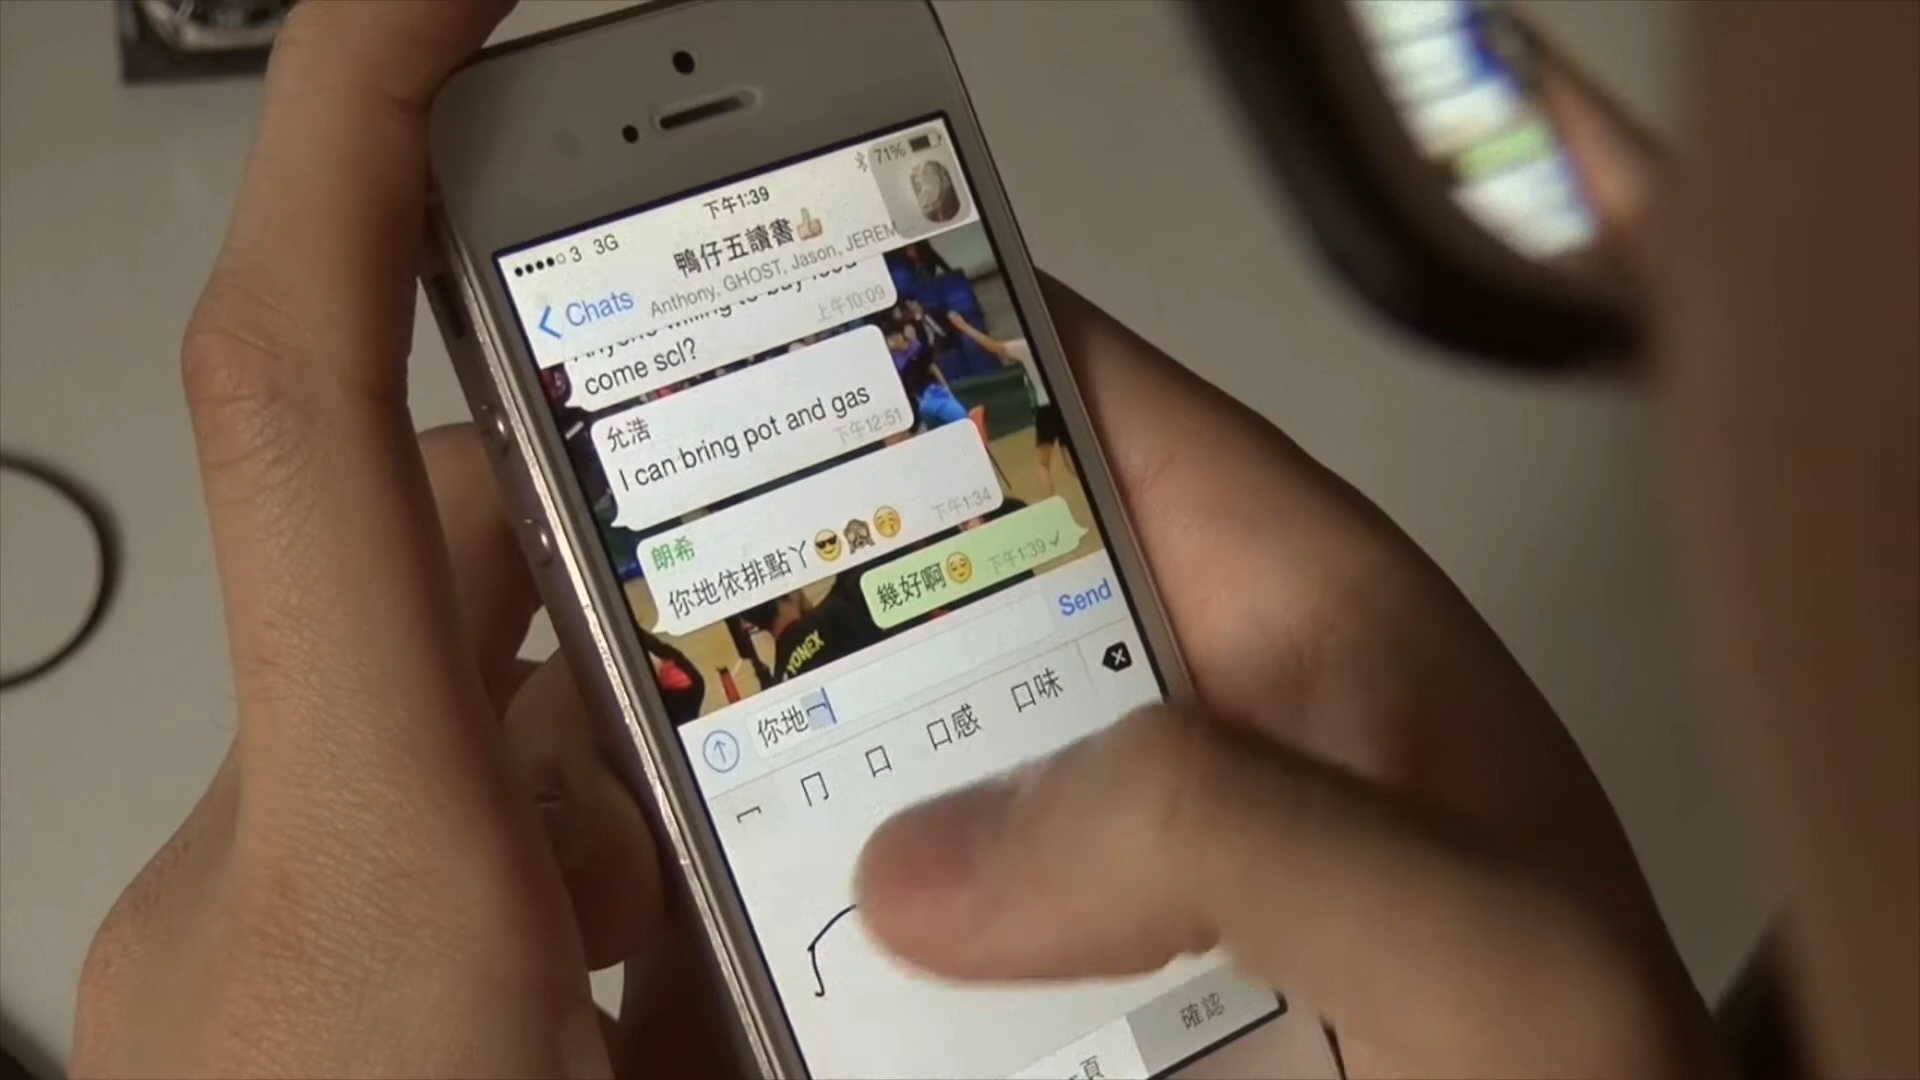 71%
下午1:39
3 3G
鴨仔五讀書👍
Chats
Anthony, GHOST, Jason, JEREM...
上午10:09
come scl?
允浩
I can bring pot and gas
下午12:51
朗希
你地依排點丫😎🙈😚
下午1:34
幾好啊😌
下午1:39 ✓
YONEX
Send
你地冖
冖 冂 口 口感 口味
確認
頁